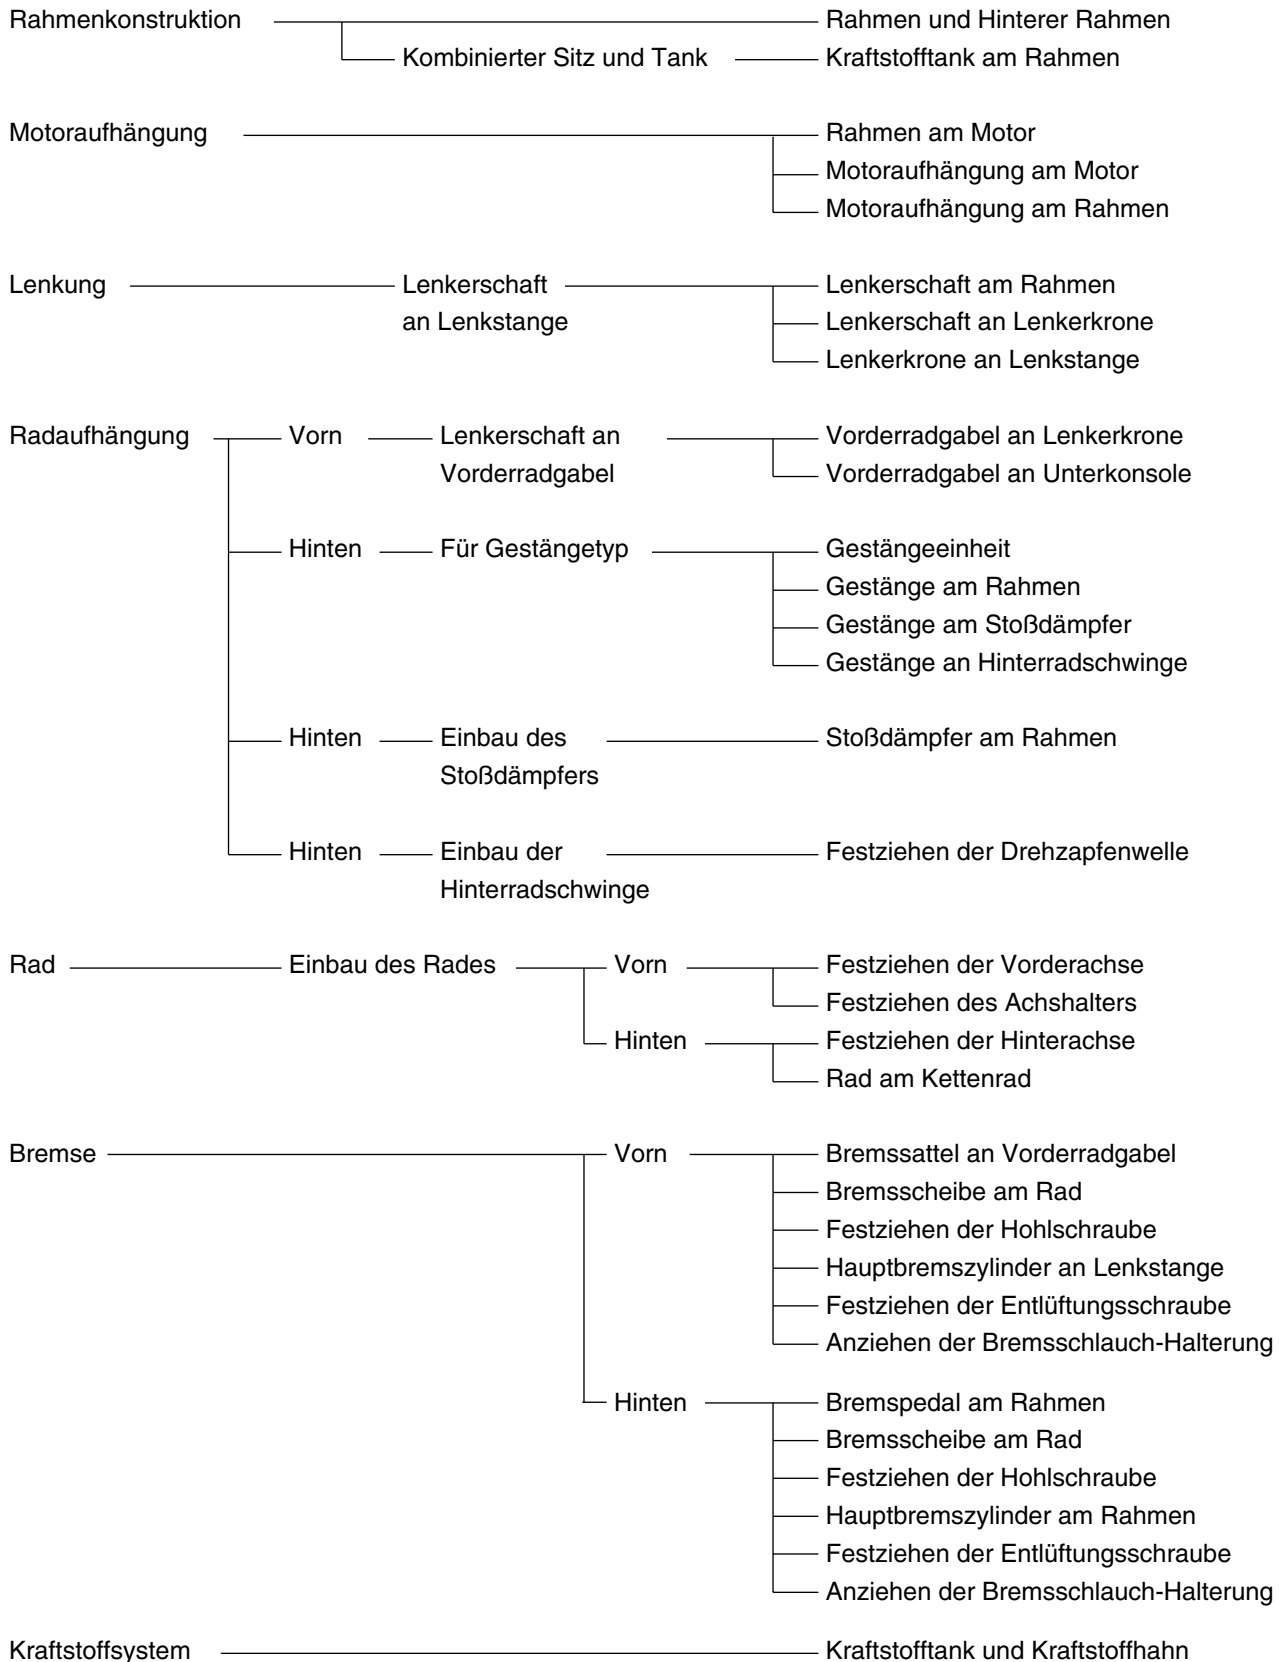 Rahmenkonstruktion Rahmen und Hinterer Rahmen
Kombinierter Sitz und Tank Kraftstofftank am Rahmen
Motoraufhängung Rahmen am Motor
Motoraufhängung am Motor
Motoraufhängung am Rahmen
Lenkung Lenkerschaft Lenkerschaft am Rahmen
an Lenkstange Lenkerschaft an Lenkerkrone
Lenkerkrone an Lenkstange
Radaufhängung Vorn Lenkerschaft an Vorderradgabel an Lenkerkrone
Vorderradgabel Vorderradgabel an Unterkonsole
Hinten Für Gestängetyp Gestängeeinheit
Gestänge am Rahmen
Gestänge am Stoßdämpfer
Gestänge an Hinterradschwinge
Hinten Einbau des Stoßdämpfer am Rahmen
Stoßdämpfers
Hinten Einbau der Festziehen der Drehzapfenwelle
Hinterradschwinge
Rad Einbau des Rades Vorn Festziehen der Vorderachse
Festziehen des Achshalters
Hinten Festziehen der Hinterachse
Rad am Kettenrad
Bremse Vorn Bremssattel an Vorderradgabel
Bremsscheibe am Rad
Festziehen der Hohlschraube
Hauptbremszylinder an Lenkstange
Festziehen der Entlüftungsschraube
Anziehen der Bremsschlauch-Halterung
Hinten Bremspedal am Rahmen
Bremsscheibe am Rad
Festziehen der Hohlschraube
Hauptbremszylinder am Rahmen
Festziehen der Entlüftungsschraube
Anziehen der Bremsschlauch-Halterung
Kraftstoffsystem Kraftstofftank und Kraftstoffhahn